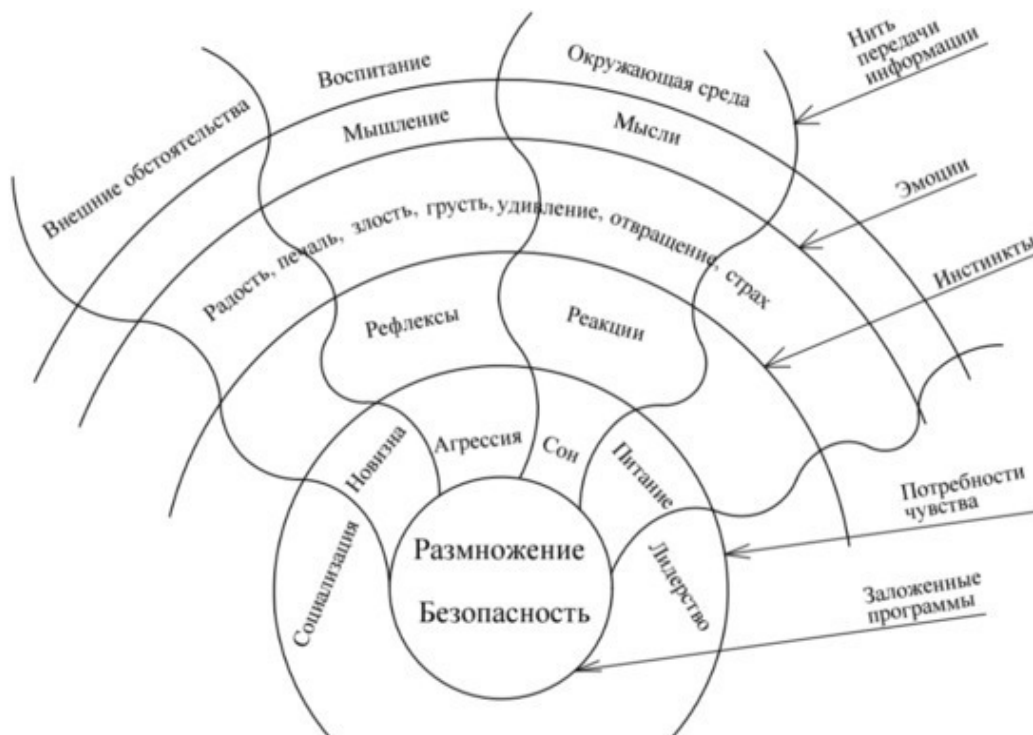 Нить
передачи
информации
Воспитание
Окружающая среда
Внешние обстоятельства
Мышление
Мысли
Эмоции
Радость, печаль, злость, грусть, удивление, отвращение, страх
Инстинкты
Рефлексы
Реакции
Новизна
Агрессия
Сон
Питание
Потребности
чувства
Социализация
Размножение
Безопасность
Лидерство
Заложенные
программы